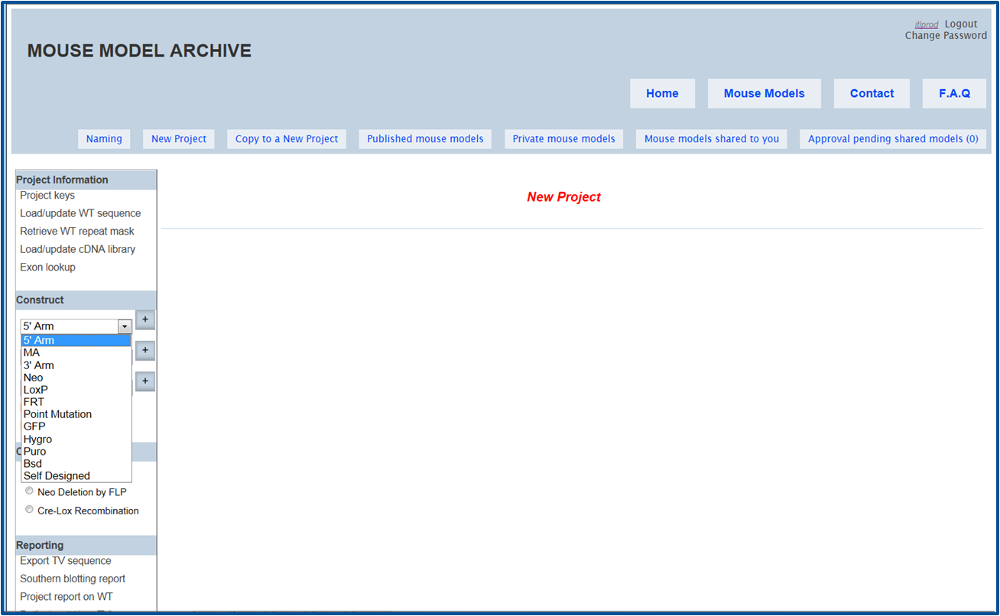 itlprod Logout
Change Password
MOUSE MODEL ARCHIVE
Home Mouse Models Contact F.A.Q
Naming New Project Copy to a New Project Published mouse models Private mouse models Mouse models shared to you Approval pending shared models (0)
Project Information
Project keys
Load/update WT sequence
Retrieve WT repeat mask
Load/update cDNA library
Exon lookup
New Project
Construct
5' Arm +
5' Arm
MA +
3' Arm
Neo +
LoxP
FRT
Point Mutation
GFP
Hygro
Puro
Bsd
Self Designed
Neo Deletion by FLP
Cre-Lox Recombination
Reporting
Export TV sequence
Southern blotting report
Project report on WT